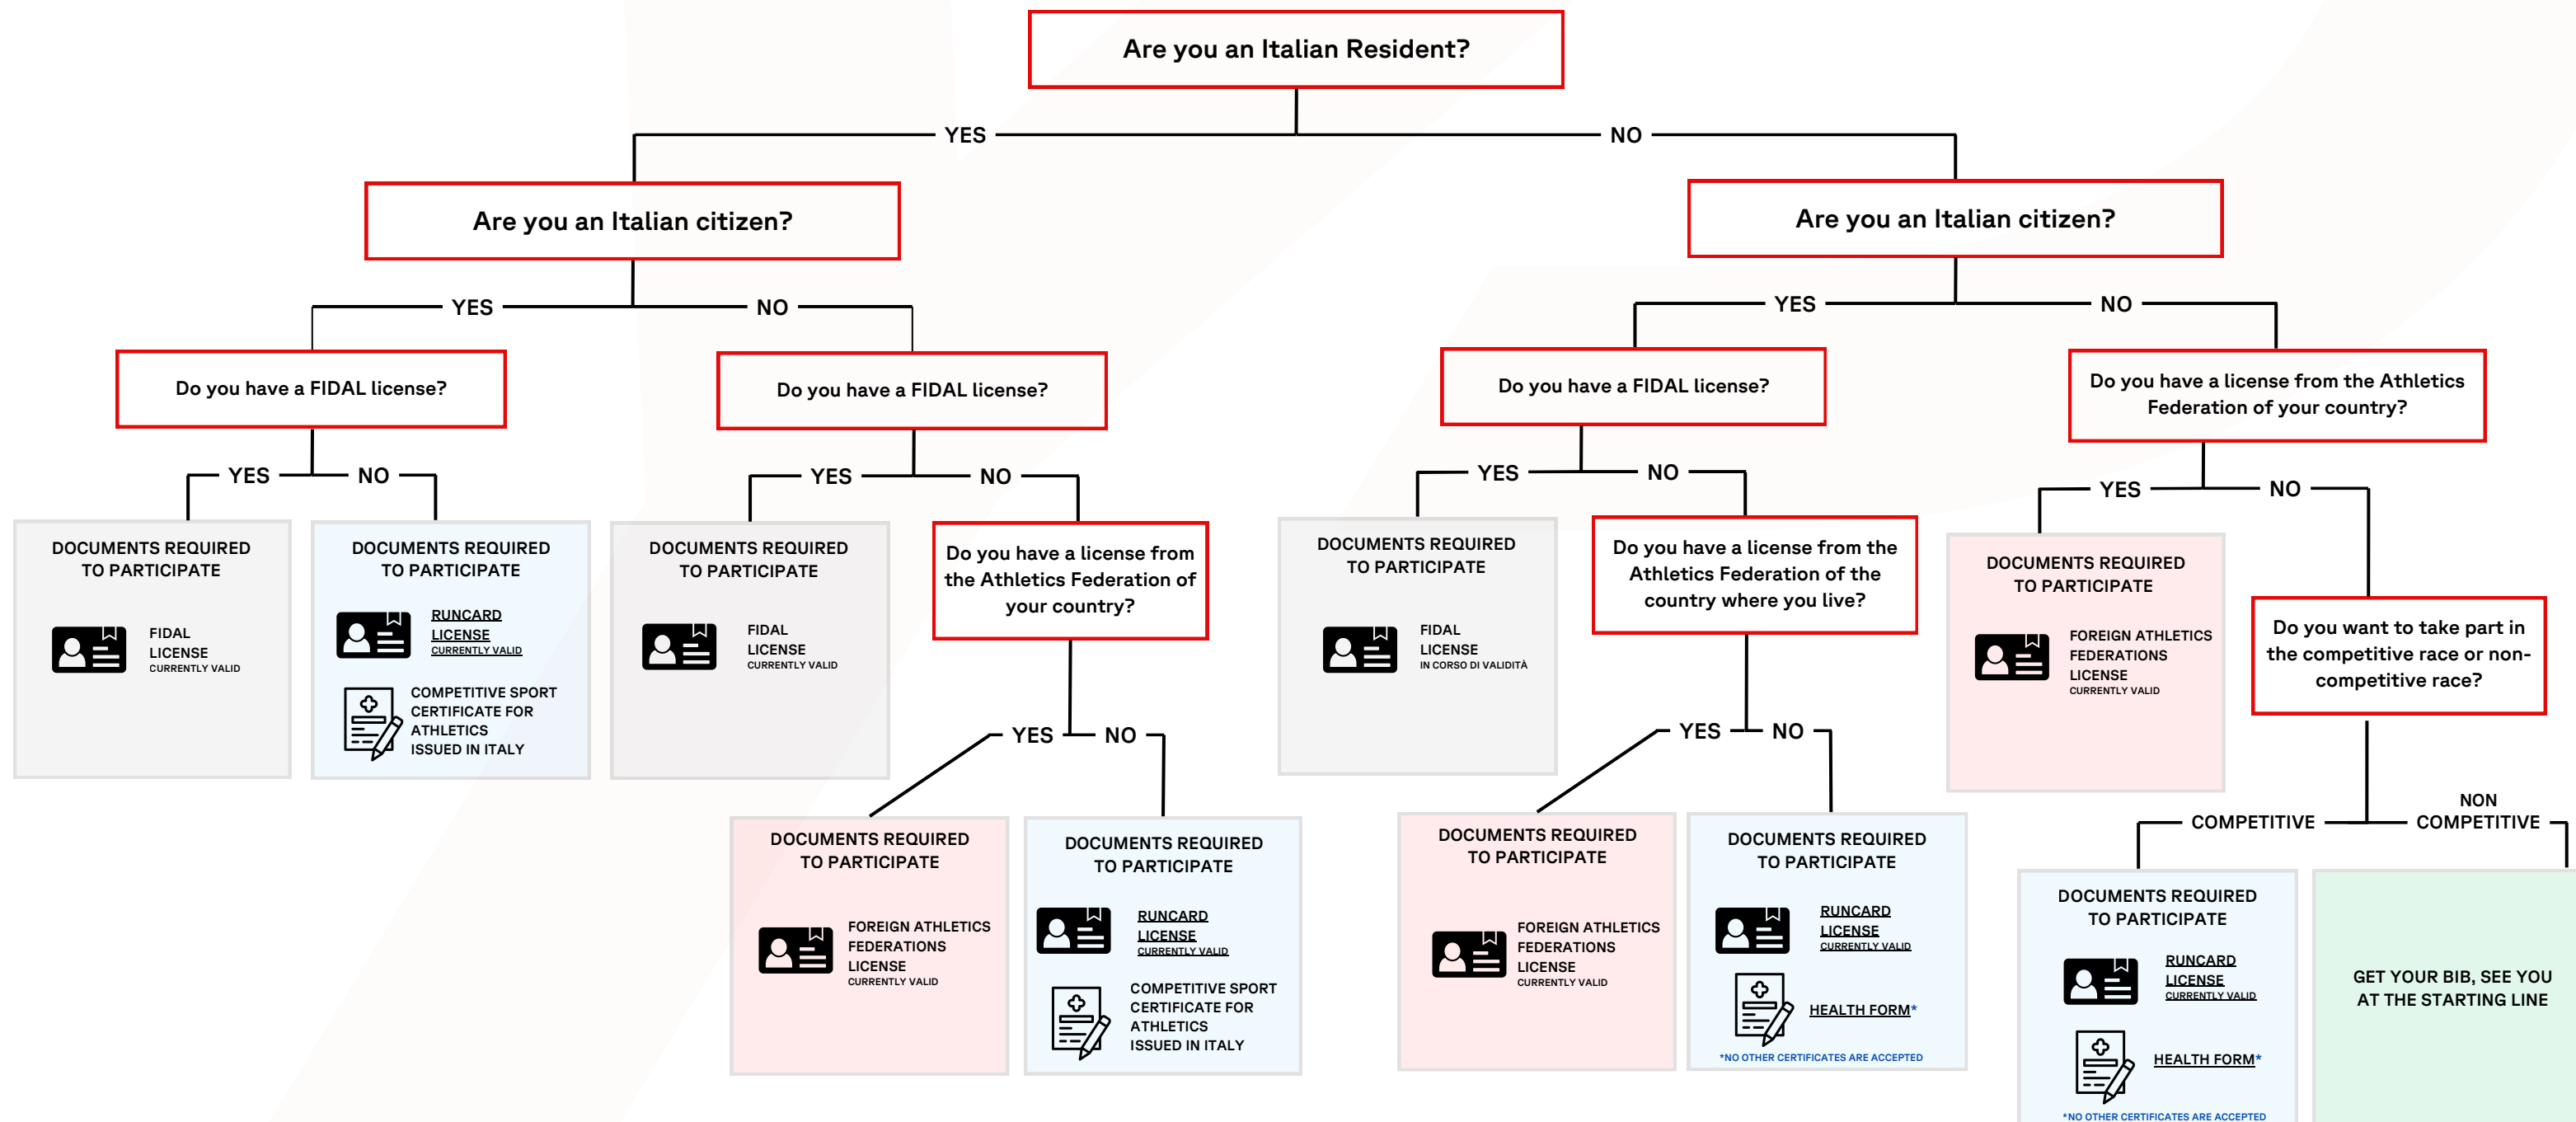 Are you an Italian Resident?
YES
NO
Are you an Italian citizen?
Are you an Italian citizen?
YES
NO
YES
NO
Do you have a FIDAL license?
Do you have a FIDAL license?
Do you have a FIDAL license?
Do you have a license from the Athletics
Federation of your country?
YES
NO
YES
NO
YES
NO
YES
NO
DOCUMENTS REQUIRED
TO PARTICIPATE
FIDAL
LICENSE
CURRENTLY VALID
DOCUMENTS REQUIRED
TO PARTICIPATE
RUNCARD
LICENSE
CURRENTLY VALID
COMPETITIVE SPORT
CERTIFICATE FOR
ATHLETICS
ISSUED IN ITALY
DOCUMENTS REQUIRED
TO PARTICIPATE
FIDAL
LICENSE
CURRENTLY VALID
Do you have a license from
the Athletics Federation of
your country?
DOCUMENTS REQUIRED
TO PARTICIPATE
FIDAL
LICENSE
IN CORSO DI VALIDITÀ
Do you have a license from the
Athletics Federation of the
country where you live?
DOCUMENTS REQUIRED
TO PARTICIPATE
FOREIGN ATHLETICS
FEDERATIONS
LICENSE
CURRENTLY VALID
Do you want to take part in
the competitive race or non-
competitive race?
YES
NO
YES
NO
COMPETITIVE
NON
COMPETITIVE
DOCUMENTS REQUIRED
TO PARTICIPATE
FOREIGN ATHLETICS
FEDERATIONS
LICENSE
CURRENTLY VALID
DOCUMENTS REQUIRED
TO PARTICIPATE
RUNCARD
LICENSE
CURRENTLY VALID
COMPETITIVE SPORT
CERTIFICATE FOR
ATHLETICS
ISSUED IN ITALY
DOCUMENTS REQUIRED
TO PARTICIPATE
FOREIGN ATHLETICS
FEDERATIONS
LICENSE
CURRENTLY VALID
DOCUMENTS REQUIRED
TO PARTICIPATE
RUNCARD
LICENSE
CURRENTLY VALID
HEALTH FORM*
*NO OTHER CERTIFICATES ARE ACCEPTED
DOCUMENTS REQUIRED
TO PARTICIPATE
RUNCARD
LICENSE
CURRENTLY VALID
HEALTH FORM*
*NO OTHER CERTIFICATES ARE ACCEPTED
GET YOUR BIB, SEE YOU
AT THE STARTING LINE